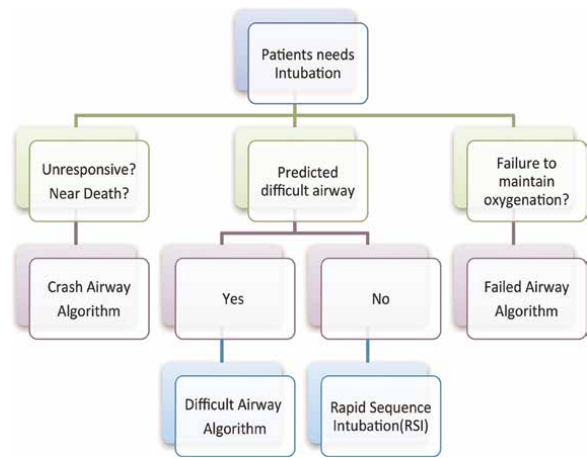 Patients needs
Intubation
Unresponsive?
Near Death?
Predicted
difficult airway
Failure to
maintain
oxygenation?
Crash Airway
Algorithm
Yes
No
Failed Airway
Algorithm
Difficult Airway
Algorithm
Rapid Sequence
Intubation(RSI)